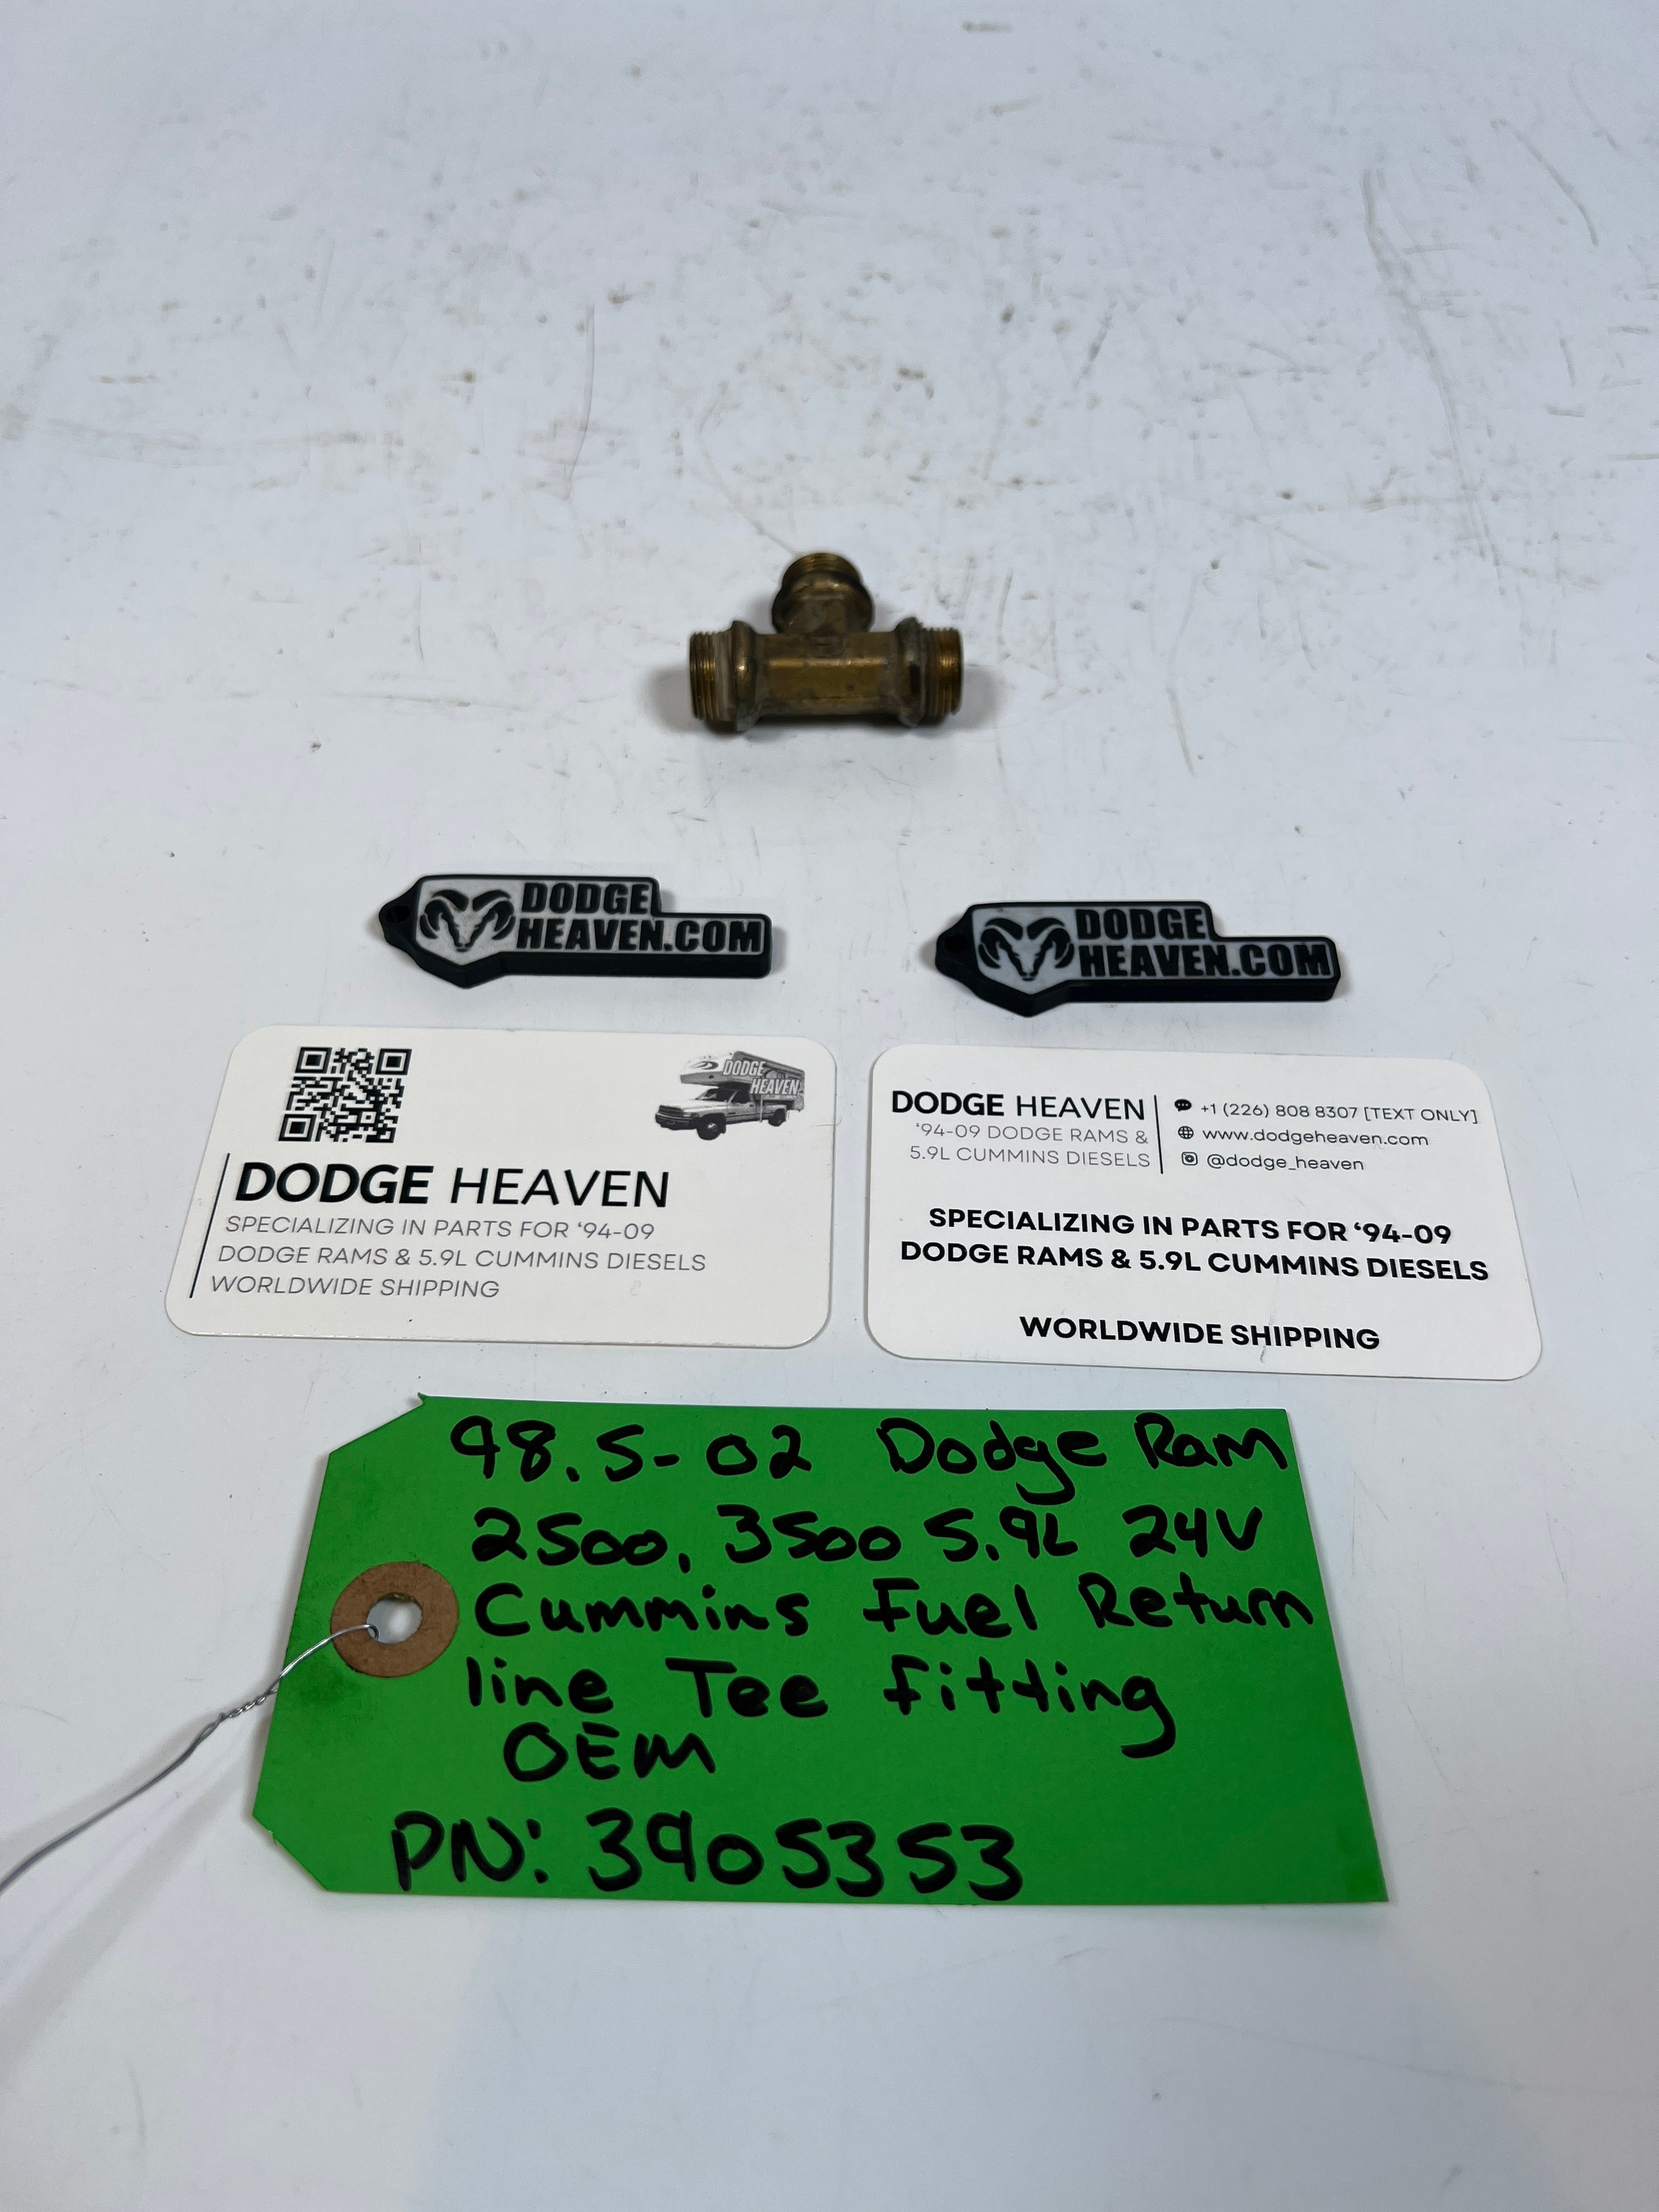 DODGE
HEAVEN.COM
DODGE
HEAVEN.COM
DODGE
HEAVEN
DODGE HEAVEN
SPECIALIZING IN PARTS FOR ‘94-09
DODGE RAMS & 5.9L CUMMINS DIESELS
WORLDWIDE SHIPPING
DODGE HEAVEN
‘94-09 DODGE RAMS &
5.9L CUMMINS DIESELS
+1 (226) 808 8307 [TEXT ONLY]
www.dodgeheaven.com
@dodge_heaven
SPECIALIZING IN PARTS FOR ‘94-09
DODGE RAMS & 5.9L CUMMINS DIESELS
WORLDWIDE SHIPPING
98.5-02 Dodge Ram
2500, 3500 5.9L 24V
Cummins Fuel Return
line Tee fitting
OEM
PN: 3905353